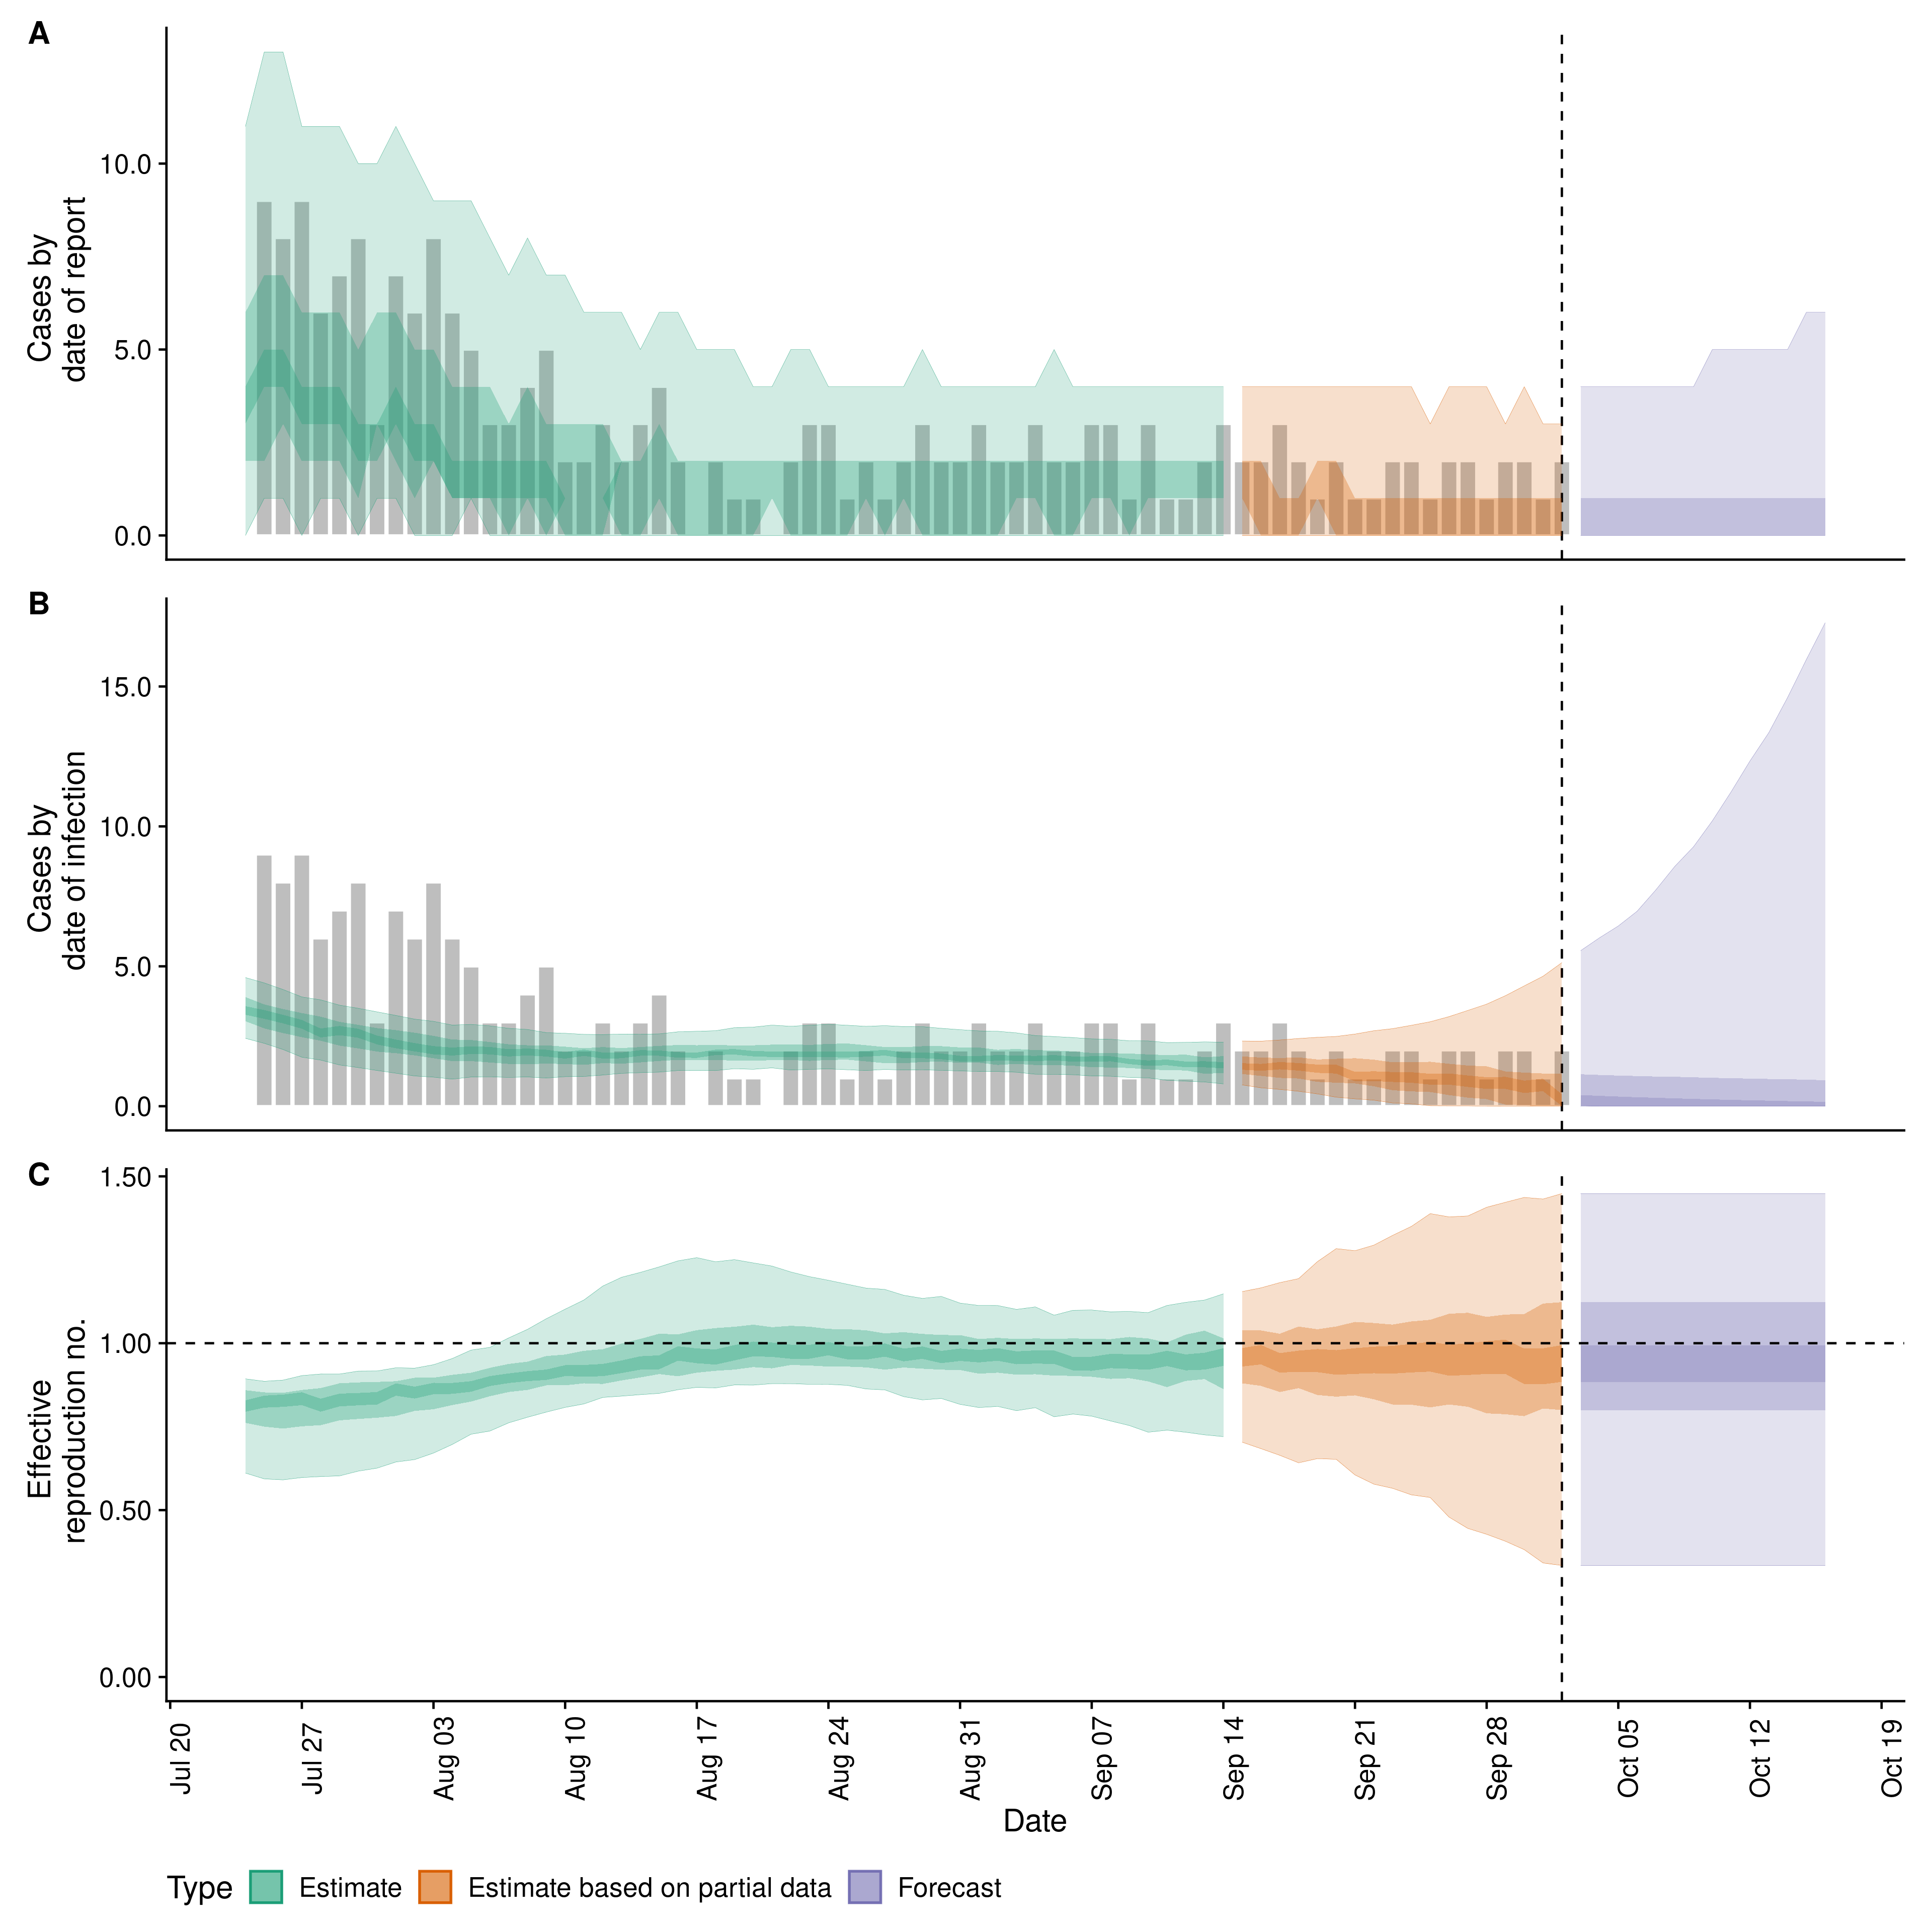 A
Cases by
date of report
10.0
5.0
0.0
B
Cases by
date of infection
15.0
10.0
5.0
0.0
C
Effective
reproduction no.
1.50
1.00
0.50
0.00
Jul 20
Jul 27
Aug 03
Aug 10
Aug 17
Aug 24
Aug 31
Sep 07
Sep 14
Sep 21
Sep 28
Oct 05
Oct 12
Oct 19
Date
Type Estimate Estimate based on partial data Forecast